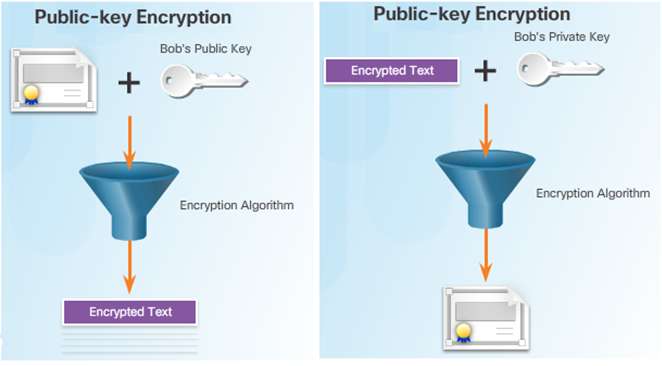 Public-key Encryption
Bob's Public Key
Encryption Algorithm
Encrypted Text
Public-key Encryption
Bob's Private Key
Encrypted Text
Encryption Algorithm